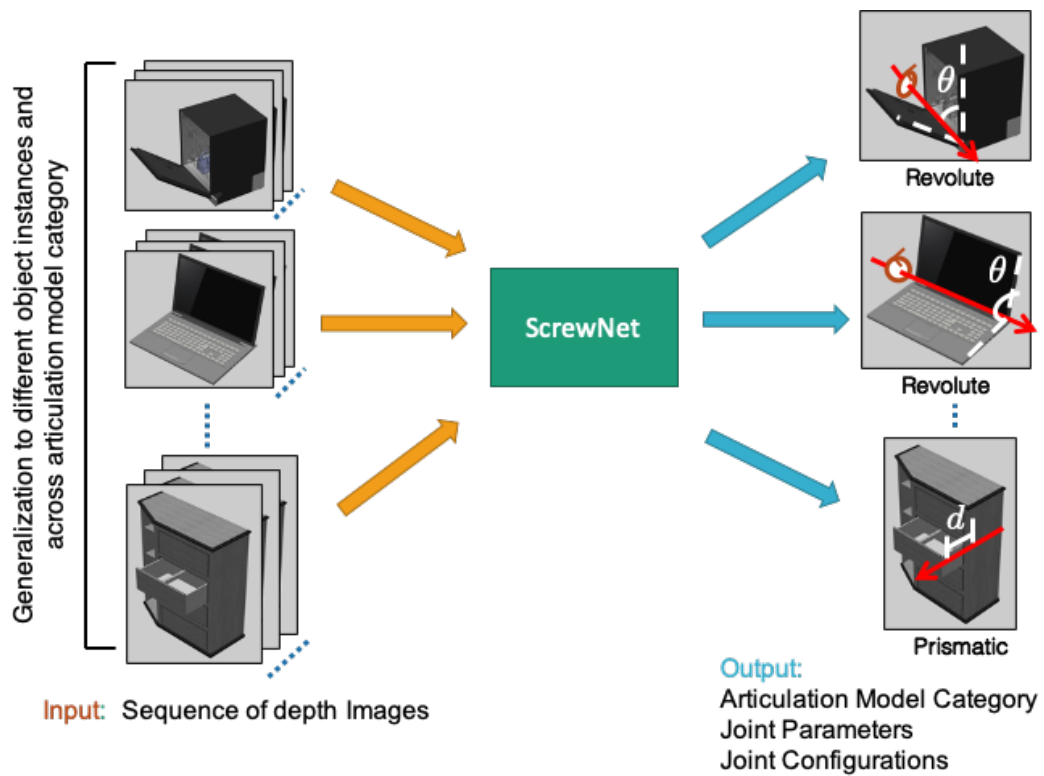 Generalization to different object instances and
across articulation model category
ScrewNet
θ
Revolute
θ
Revolute
d
Prismatic
Input: Sequence of depth Images
Output:
Articulation Model Category
Joint Parameters
Joint Configurations